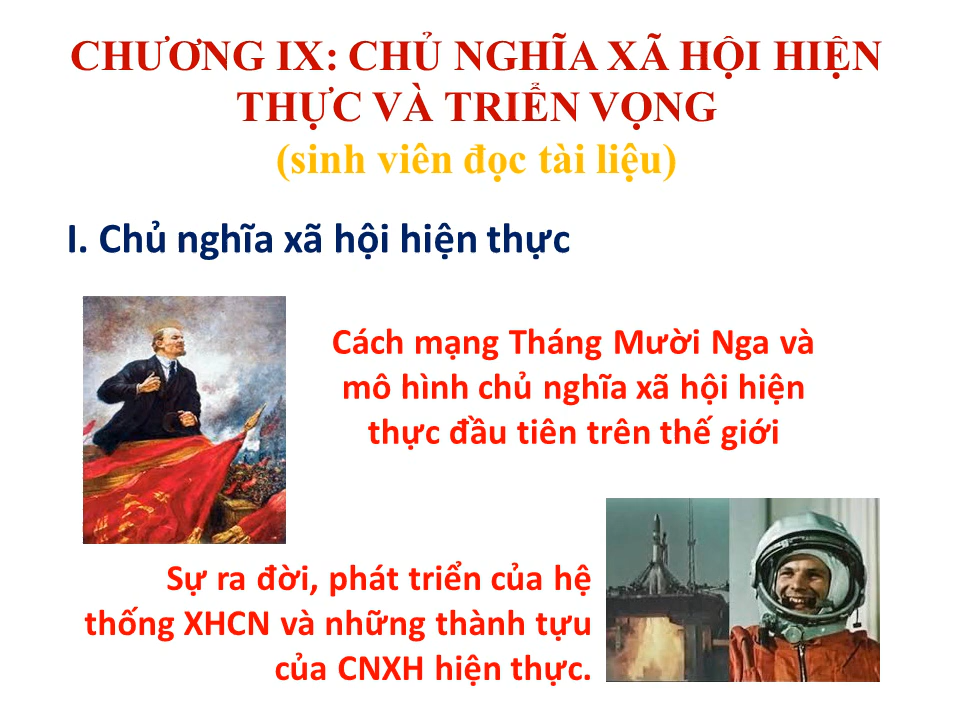 CHƯƠNG IX: CHỦ NGHĨA XÃ HỘI HIỆN
THỰC VÀ TRIỂN VỌNG
(sinh viên đọc tài liệu)
I. Chủ nghĩa xã hội hiện thực
Cách mạng Tháng Mười Nga và
mô hình chủ nghĩa xã hội hiện
thực đầu tiên trên thế giới
Sự ra đời, phát triển của hệ
thống XHCN và những thành tựu
của CNXH hiện thực.